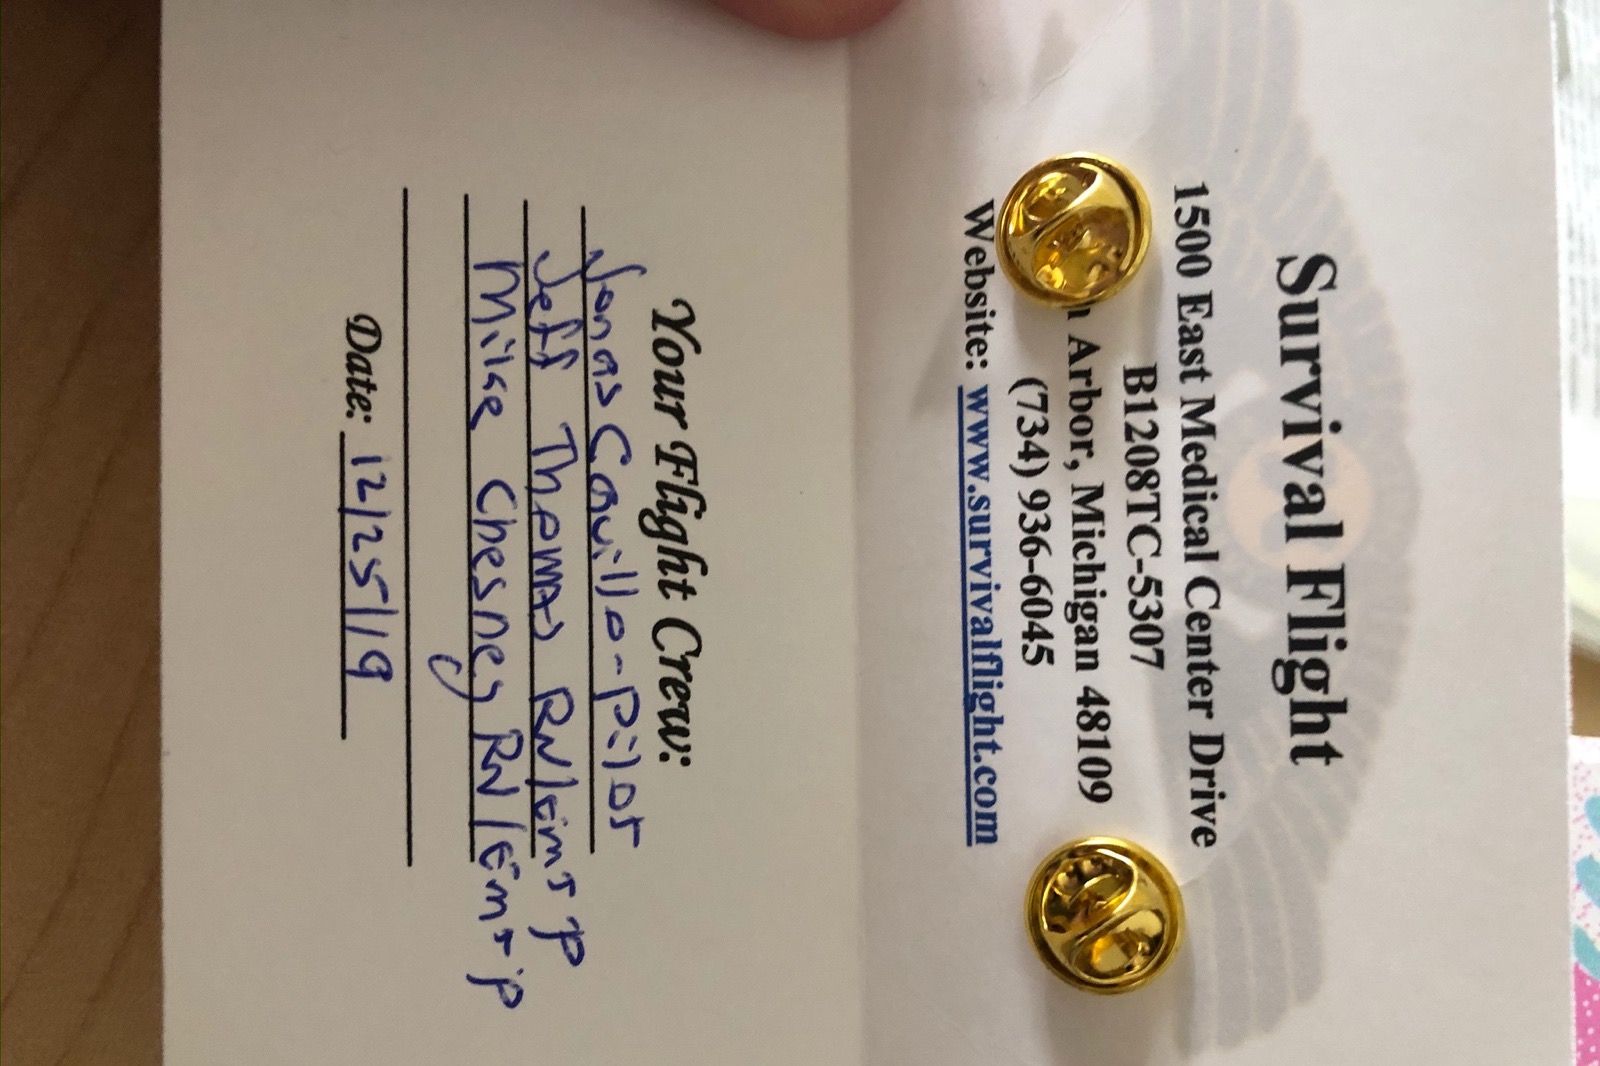 Survival Flight
1500 East Medical Center Drive
B1208TC-5307
Arbor, Michigan 48109
(734) 936-6045
Website: www.survivalflight.com
Your Flight Crew:
Jonas - Pilot
Jeff Thomas RN/EMT P
Mike Chesney RN/EMT-P
Date: 12/25/19